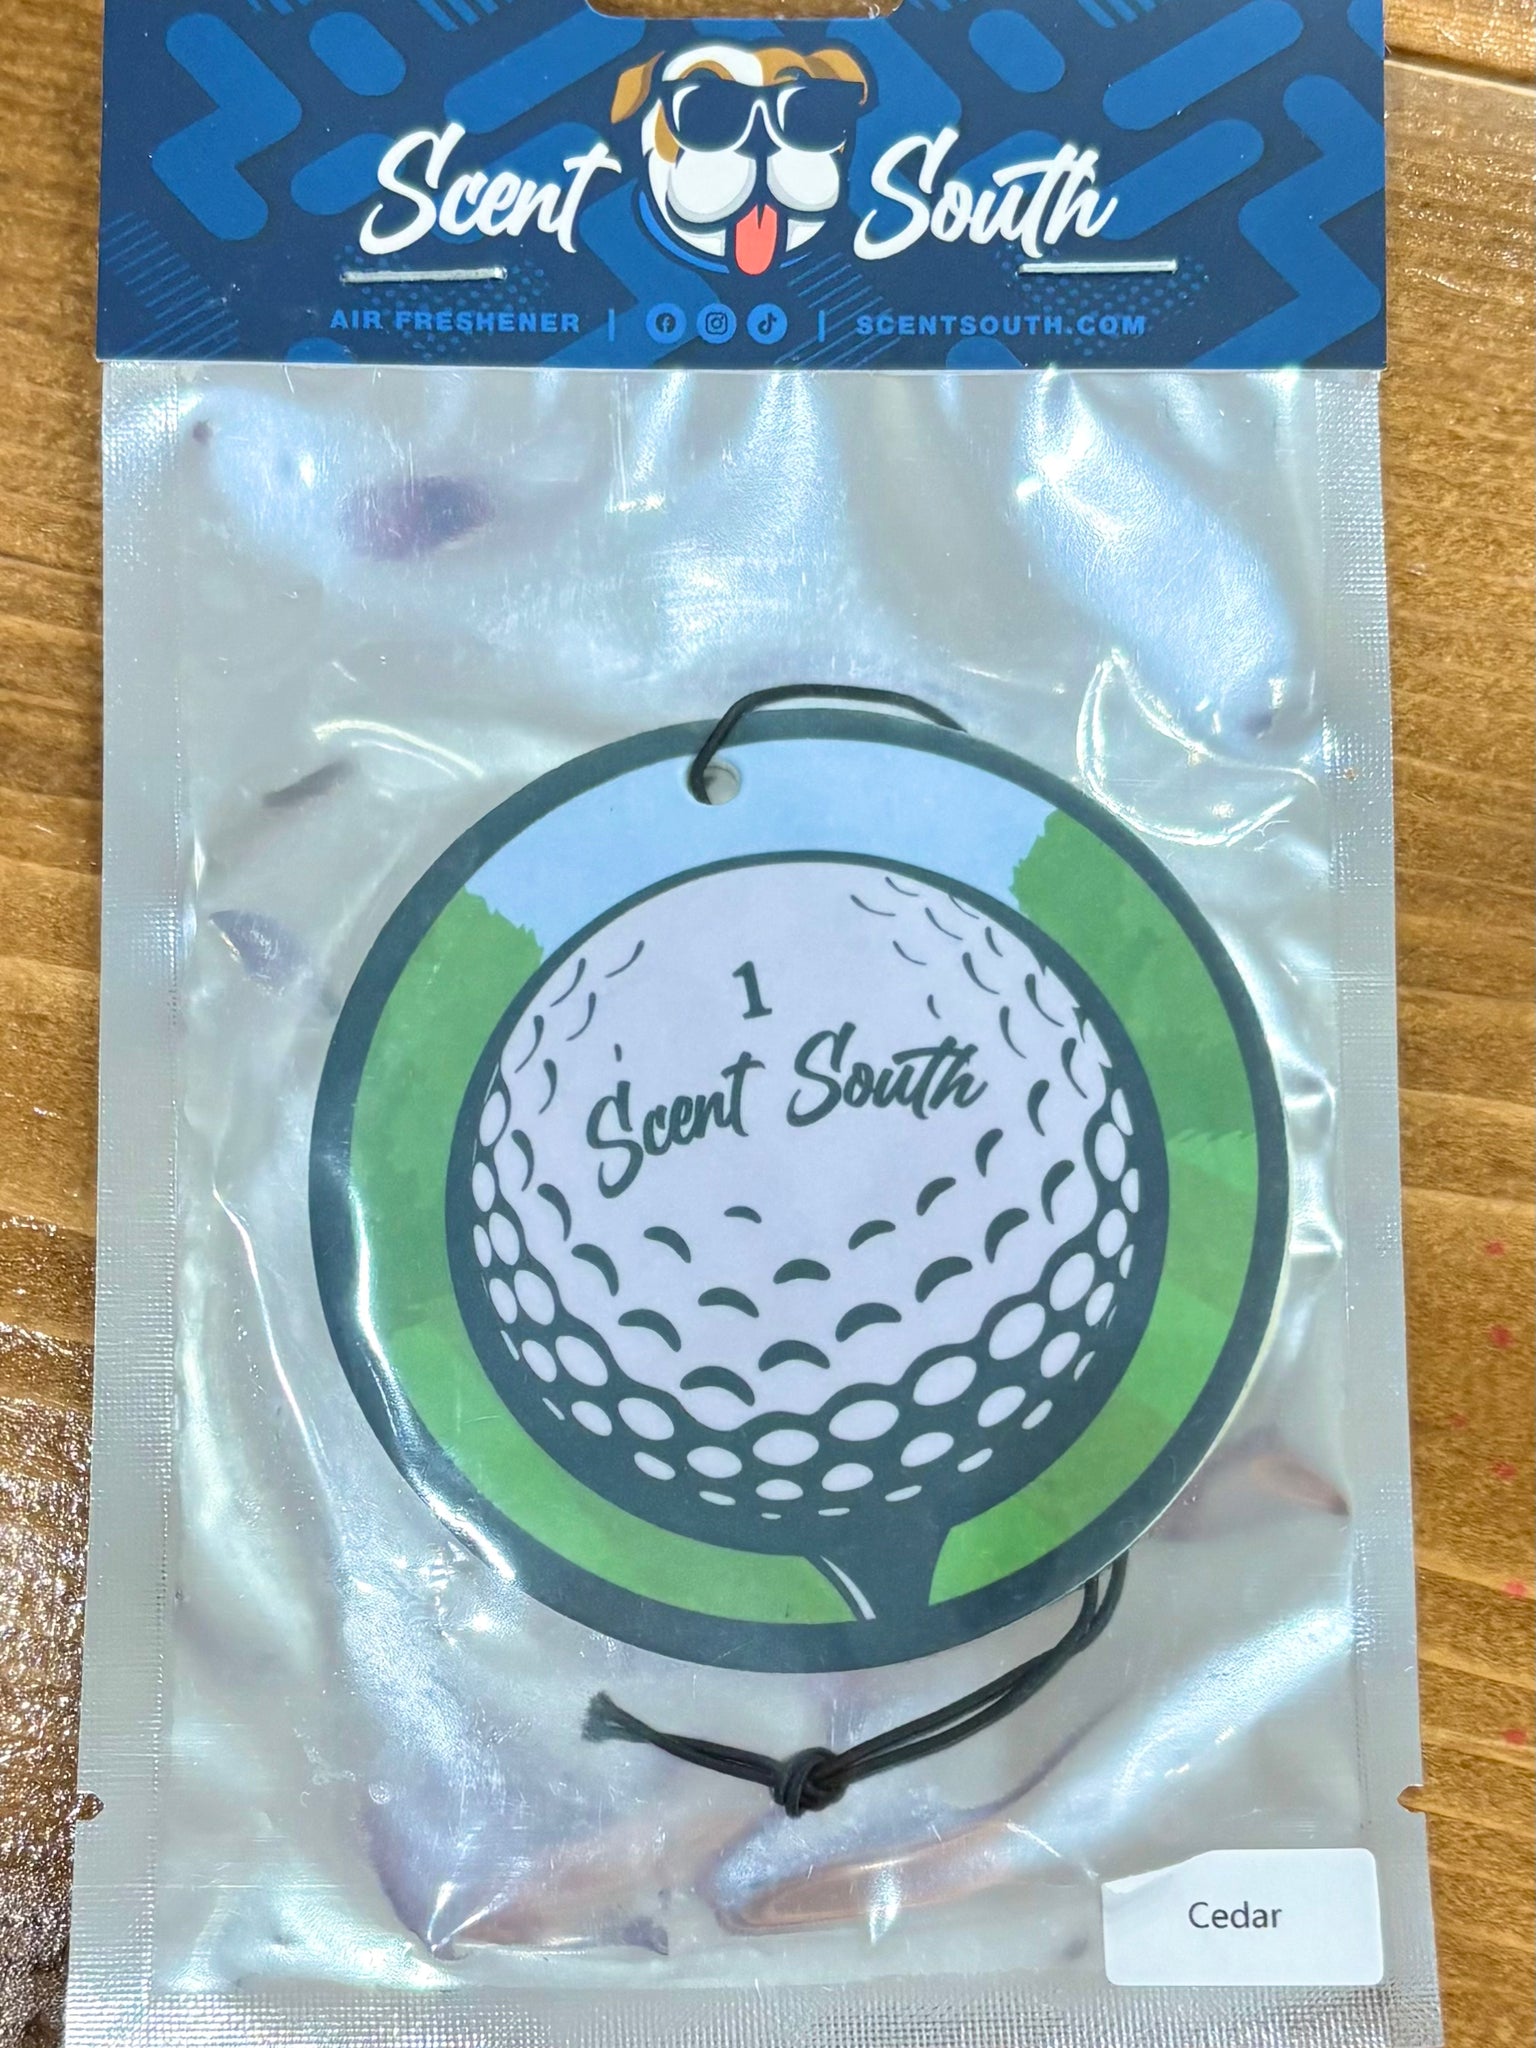 Scent South
AIR FRESHENER | | SCENTSOUTH.COM
1
Scent South
Cedar